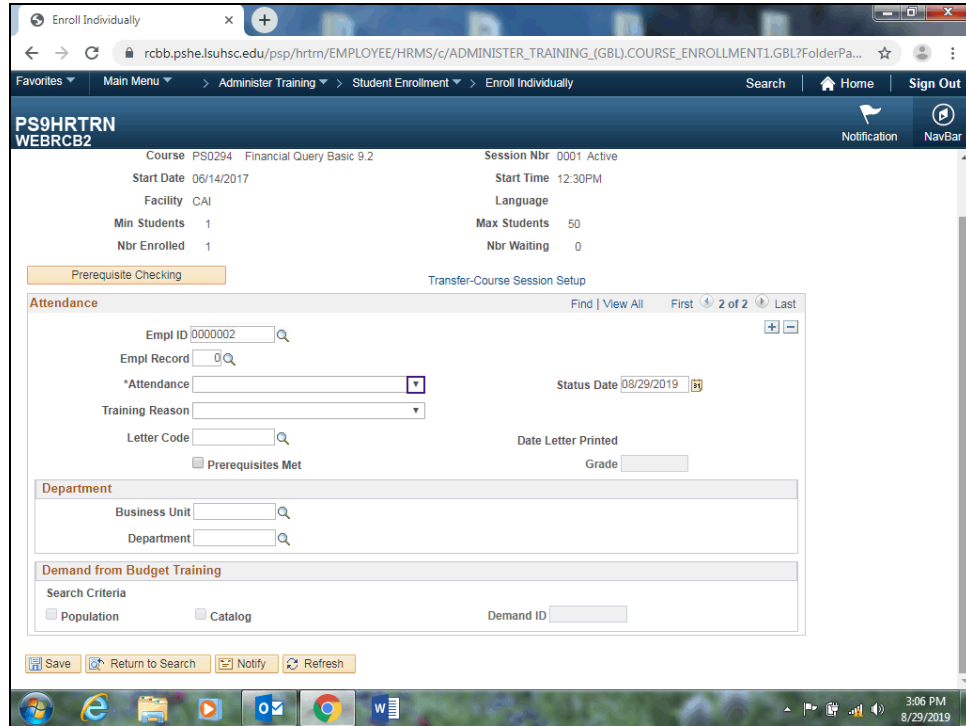 Enroll Individually
rcbb.pshe.lsuhsc.edu/psp/hrtrn/EMPLOYEE/HRMS/c/ADMINISTER_TRAINING_(GBL).COURSE_ENROLLMENT1.GBL?FolderPa...
Favorites Main Menu > Administer Training > Student Enrollment > Enroll Individually Search Home Sign Out
PS9HRTRN
WEBRCB2
Notification NavBar
Course PS0294 Financial Query Basic 9.2 Session Nbr 0001 Active
Start Date 06/14/2017 Start Time 12:30PM
Facility CAI Language
Min Students 1 Max Students 50
Nbr Enrolled 1 Nbr Waiting 0
Prerequisite Checking Transfer-Course Session Setup
Attendance Find | View All First 2 of 2 Last
Empl ID 0000002
Empl Record 0
*Attendance Status Date 08/29/2019
Training Reason
Letter Code Date Letter Printed
Prerequisites Met Grade
Department
Business Unit
Department
Demand from Budget Training
Search Criteria
Population Catalog Demand ID
Save Return to Search Notify Refresh
3:06 PM
8/29/2019